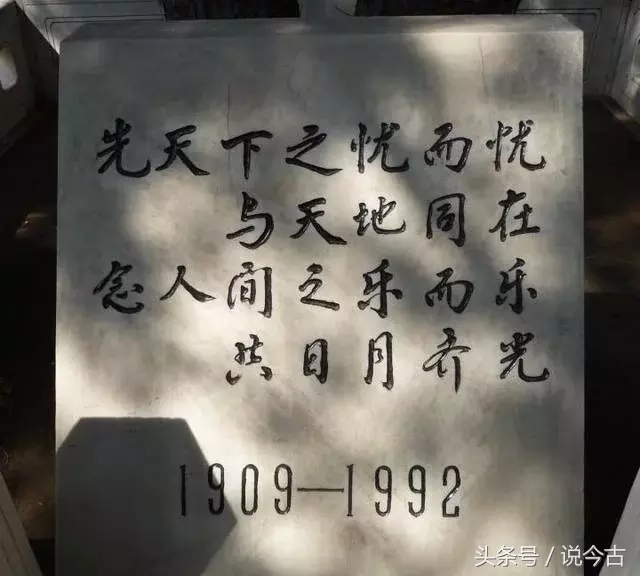 先天下之忧而忧
与天地同在
念人间之乐而乐
共日月齐光
1909—1992
头条号/说今古